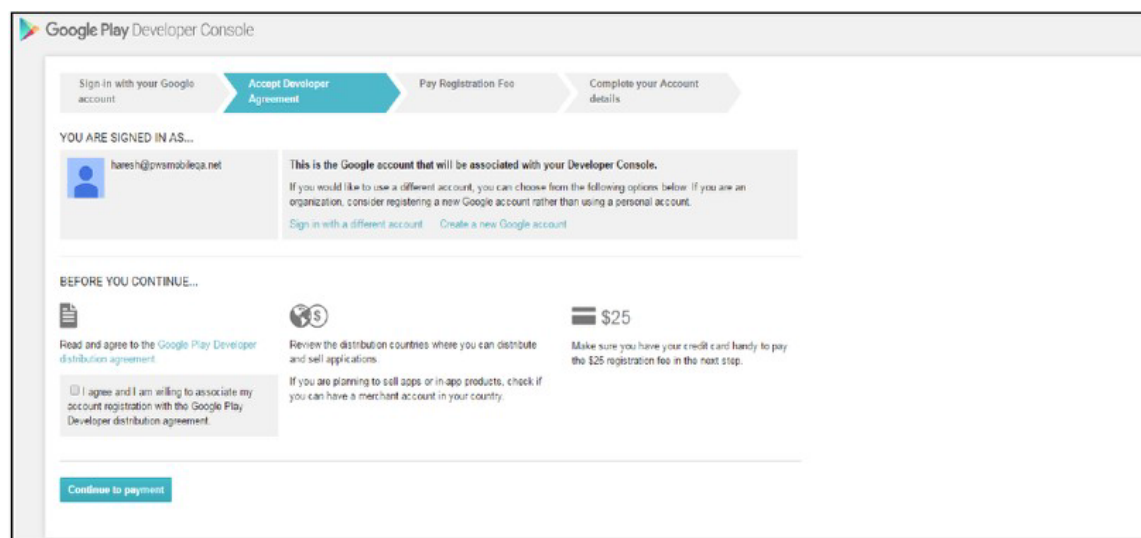 Google Play Developer Console
Sign in with your Google
account
Accept Developer
Agreement
Pay Registration Fee
Complete your Account
details
YOU ARE SIGNED IN AS...
haresh@pwsmobileqa.net
This is the Google account that will be associated with your Developer Console.
If you would like to use a different account, you can choose from the following options below. If you are an
organization, consider registering a new Google account rather than using a personal account.
Sign in with a different account Create a new Google account
BEFORE YOU CONTINUE...
Read and agree to the Google Play Developer
distribution agreement.
I agree and I am willing to associate my
account registration with the Google Play
Developer distribution agreement.
Review the distribution countries where you can distribute
and sell applications.
If you are planning to sell apps or in-app products, check if
you can have a merchant account in your country.
$25
Make sure you have your credit card handy to pay
the $25 registration fee in the next step.
Continue to payment